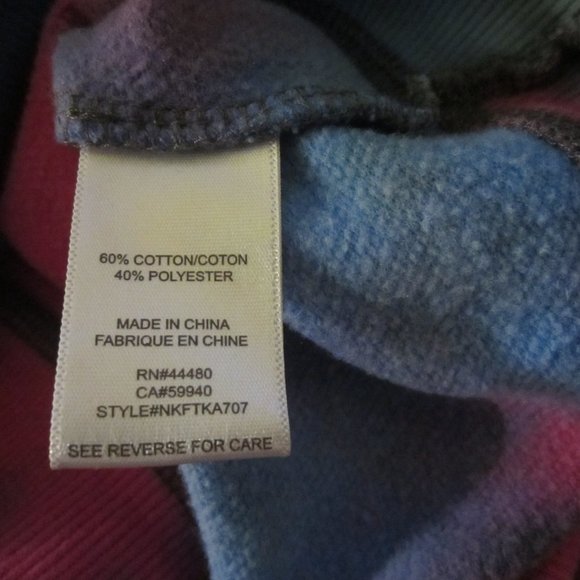 60% COTTON/COTON
40% POLYESTER
MADE IN CHINA
FABRIQUE EN CHINE
RN#44480
CA#59940
STYLE#NKFTKA707
SEE REVERSE FOR CARE